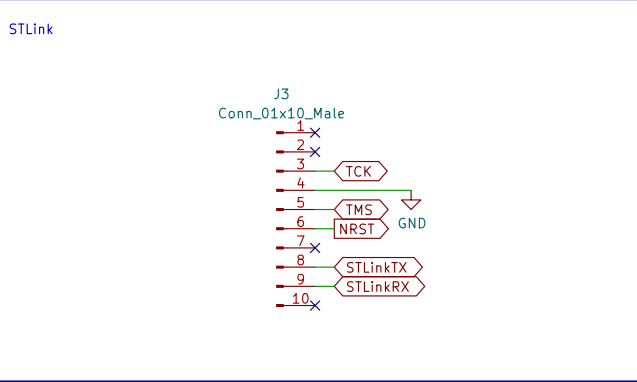 STLink
J3
Conn_01x10_Male
1
2
3 TCK
4
5 TMS
GND
6 NRST
7
8 STLinkTX
9 STLinkRX
10